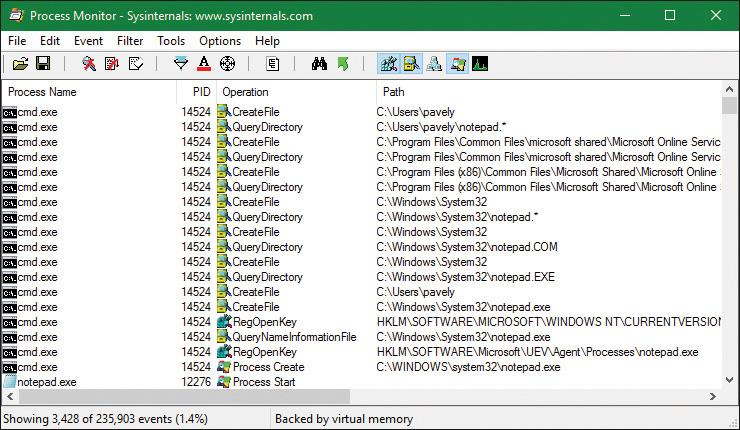 Process Monitor - Sysinternals: www.sysinternals.com
File Edit Event Filter Tools Options Help
Process Name PID Operation Path
cmd.exe 14524 CreateFile C:\Users\pavely
cmd.exe 14524 QueryDirectory C:\Users\pavely\notepad.*
cmd.exe 14524 CreateFile C:\Program Files\Common Files\microsoft shared\Microsoft Online Servic
cmd.exe 14524 QueryDirectory C:\Program Files\Common Files\microsoft shared\Microsoft Online Servic
cmd.exe 14524 CreateFile C:\Program Files (x86)\Common Files\Microsoft Shared\Microsoft Online
cmd.exe 14524 QueryDirectory C:\Program Files (x86)\Common Files\Microsoft Shared\Microsoft Online
cmd.exe 14524 CreateFile C:\Windows\System32
cmd.exe 14524 QueryDirectory C:\Windows\System32\notepad.*
cmd.exe 14524 CreateFile C:\Windows\System32
cmd.exe 14524 QueryDirectory C:\Windows\System32\notepad.COM
cmd.exe 14524 CreateFile C:\Windows\System32
cmd.exe 14524 QueryDirectory C:\Windows\System32\notepad.EXE
cmd.exe 14524 CreateFile C:\Users\pavely
cmd.exe 14524 CreateFile C:\Windows\System32\notepad.exe
cmd.exe 14524 RegOpenKey HKLM\SOFTWARE\MICROSOFT\WINDOWS NT\CURRENTVERSION
cmd.exe 14524 QueryNameInformationFile C:\Windows\System32\notepad.exe
cmd.exe 14524 RegOpenKey HKLM\SOFTWARE\Microsoft\UEV\Agent\Processes\notepad.exe
cmd.exe 14524 Process Create C:\WINDOWS\system32\notepad.exe
notepad.exe 12276 Process Start
Showing 3,428 of 235,903 events (1.4%) Backed by virtual memory